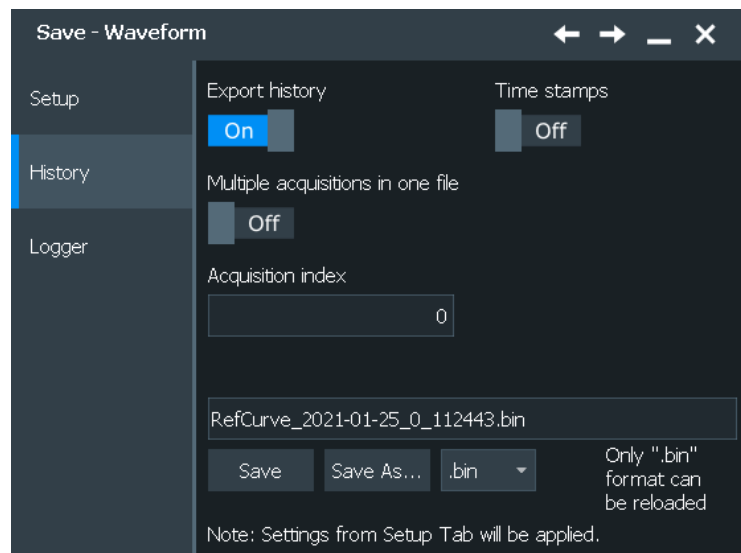 Save - Waveform
Setup
History
Logger
Export history
Time stamps
On
Off
Multiple acquisitions in one file
Off
Acquisition index
0
RefCurve_2021-01-25_0_112443.bin
Save
Save As...
.bin
Only ".bin"
format can
be reloaded
Note: Settings from Setup Tab will be applied.